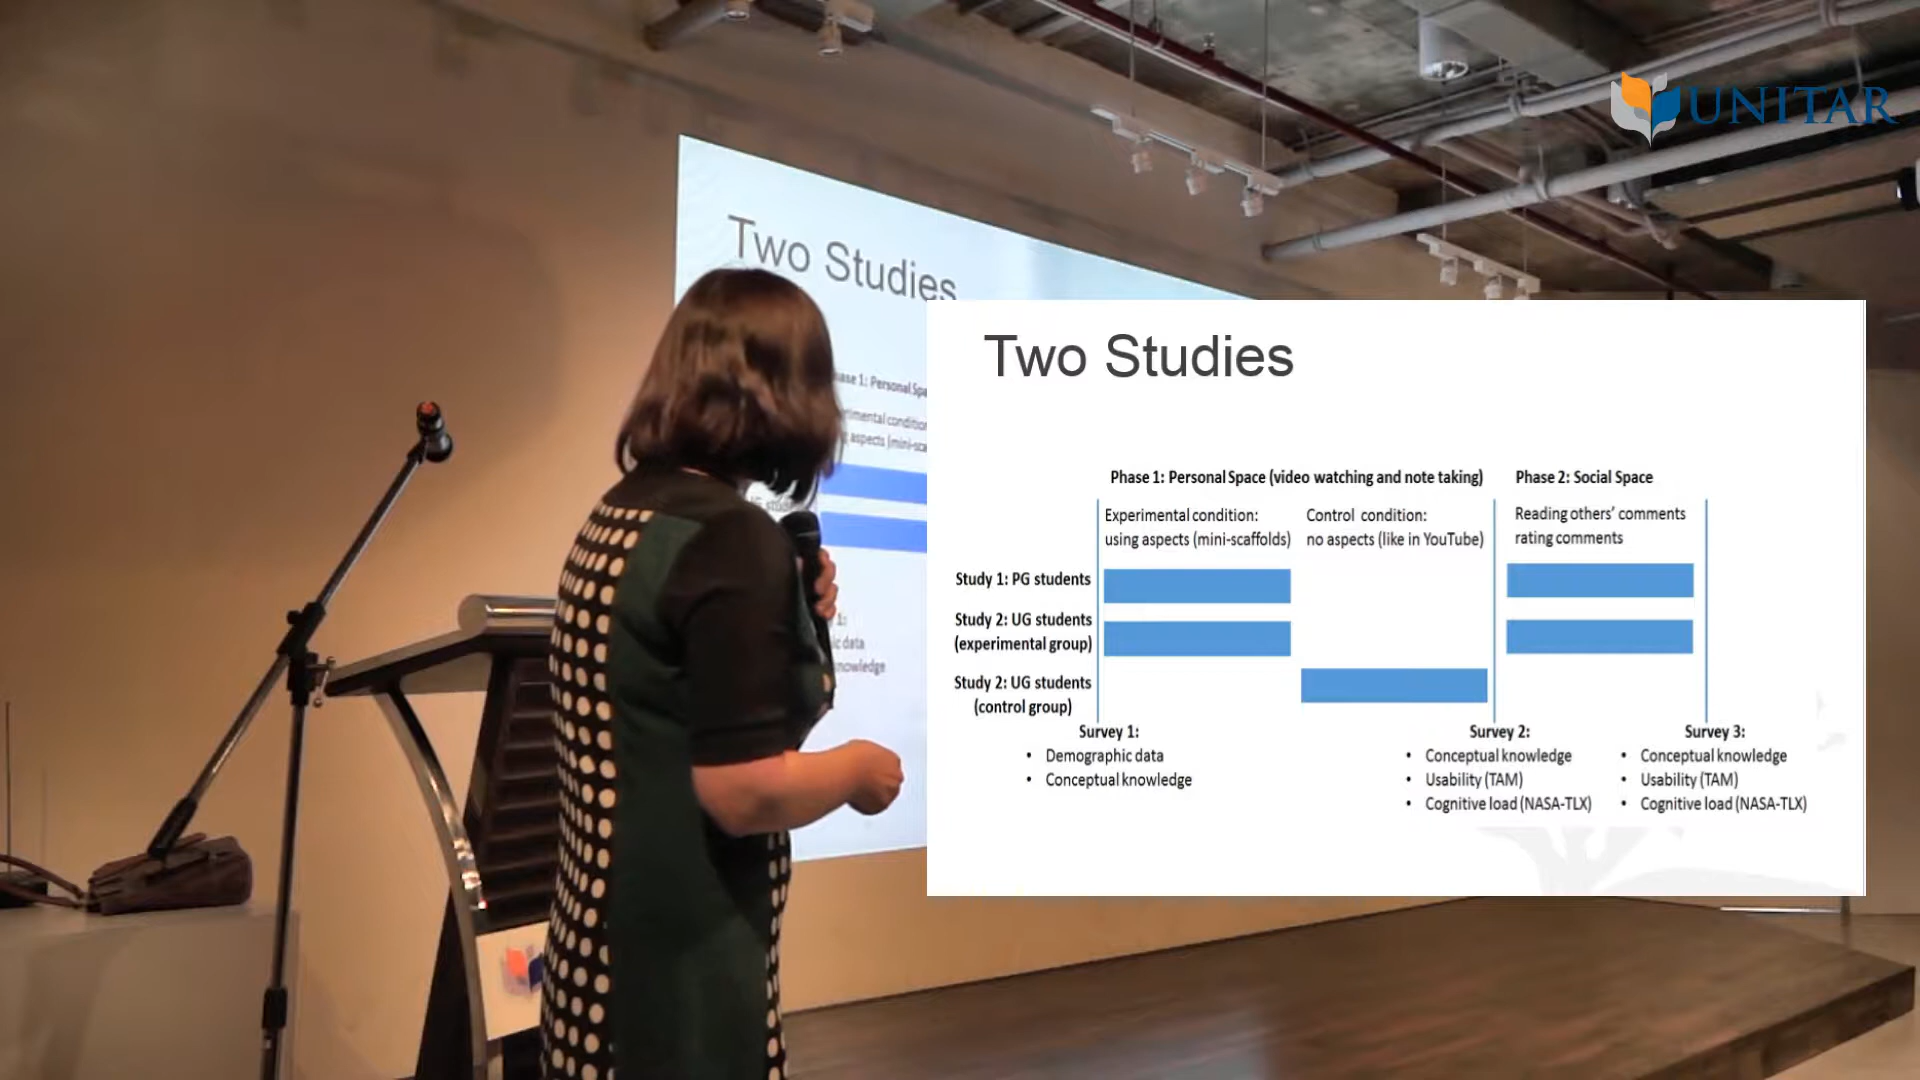 UNITAR
Two Studies
Two Studies
Phase 1: Personal Space (video watching and note taking)
Phase 2: Social Space
Experimental condition:
using aspects (mini-scaffolds)
Control condition:
no aspects (like in YouTube)
Reading others’ comments
rating comments
Study 1: PG students
Study 2: UG students
(experimental group)
Study 2: UG students
(control group)
Survey 1:
• Demographic data
• Conceptual knowledge
Survey 2:
• Conceptual knowledge
• Usability (TAM)
• Cognitive load (NASA-TLX)
Survey 3:
• Conceptual knowledge
• Usability (TAM)
• Cognitive load (NASA-TLX)